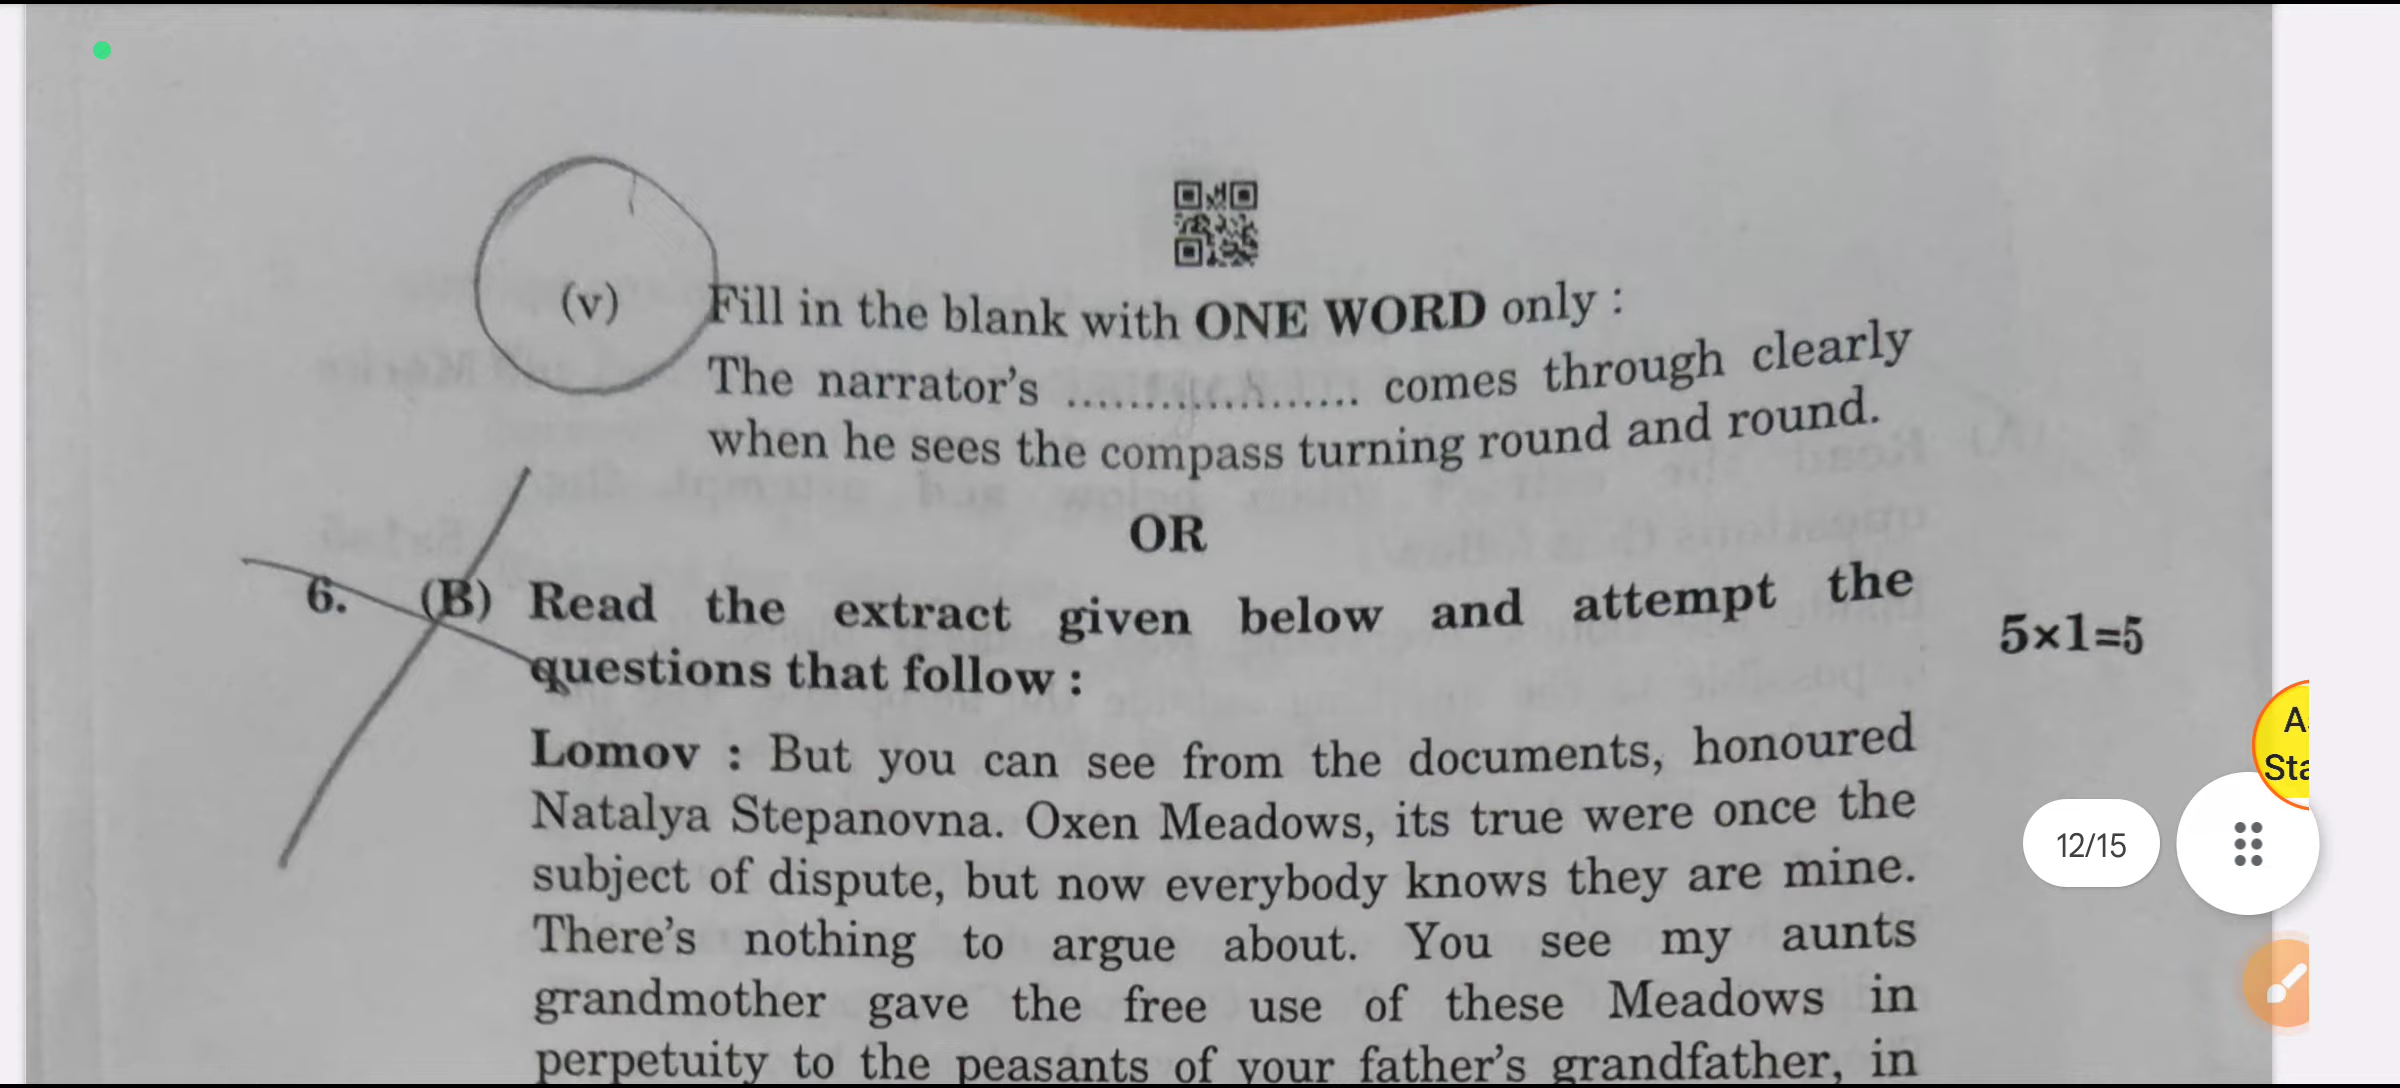 (v) Fill in the blank with ONE WORD only :
The narrator's .................... comes through clearly
when he sees the compass turning round and round.
OR
6. (B) Read the extract given below and attempt the
questions that follow : 5×1=5
Lomov : But you can see from the documents, honoured
Natalya Stepanovna. Oxen Meadows, its true were once the
subject of dispute, but now everybody knows they are mine.
There's nothing to argue about. You see my aunts
grandmother gave the free use of these Meadows in
perpetuity to the peasants of your father's grandfather, in
12/15